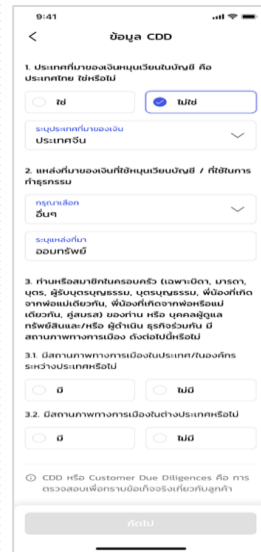 9:41
ข้อมูล CDD
1. ประเทศที่มาของเงินหมุนเวียนในบัญชี คือ
ประเทศไทย ใช่หรือไม่
ใช่
ไม่ใช่
ระบุประเทศที่มาของเงิน
ประเทศจีน
2. แหล่งที่มาของเงินที่ใช้หมุนเวียนบัญชี / ที่ใช้ในการ
ทำธุรกรรม
กรุณาเลือก
อื่นๆ
ระบุแหล่งที่มา
ออมทรัพย์
3. ท่านหรือสมาชิกในครอบครัว (เฉพาะบิดา, มารดา,
บุตร, ผู้รับบุตรบุญธรรม, บุตรบุญธรรม, พี่น้องที่เกิด
จากพ่อแม่เดียวกัน, พี่น้องที่เกิดจากพ่อหรือแม่
เดียวกัน, คู่สมรส) ของท่าน หรือ บุคคลผู้ดูแล
ทรัพย์สินและ/หรือ ผู้ดำเนิน ธุรกิจร่วมกัน มี
สถานภาพทางการเมือง ดังต่อไปนี้หรือไม่
3.1. มีสถานภาพทางการเมืองในประเทศ/ในองค์กร
ระหว่างประเทศหรือไม่
มี
ไม่มี
3.2. มีสถานภาพทางการเมืองในต่างประเทศหรือไม่
มี
ไม่มี
CDD หรือ Customer Due Diligences คือ การ
ตรวจสอบเพื่อทราบข้อเท็จจริงเกี่ยวกับลูกค้า
ถัดไป